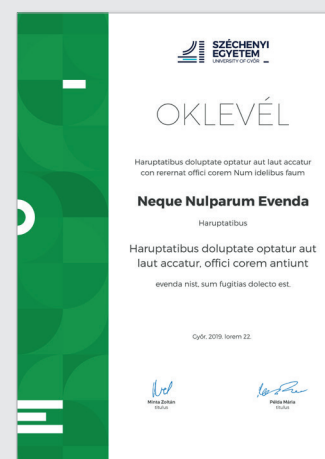 SZÉCHENYI
EGYETEM
UNIVERSITY OF GYŐR
OKLEVÉL
Haruptatibus doluptate optatur aut laut accatur
con rerernat offici corem Num idelibus faum
Neque Nulparum Evenda
Haruptatibus
Haruptatibus doluptate optatur aut
laut accatur, offici corem antiunt
evenda nist, sum fugitias dolecto est.
Győr, 2019. lorem 22.
Minta Zoltán
titulus
Példa Mária
titulus